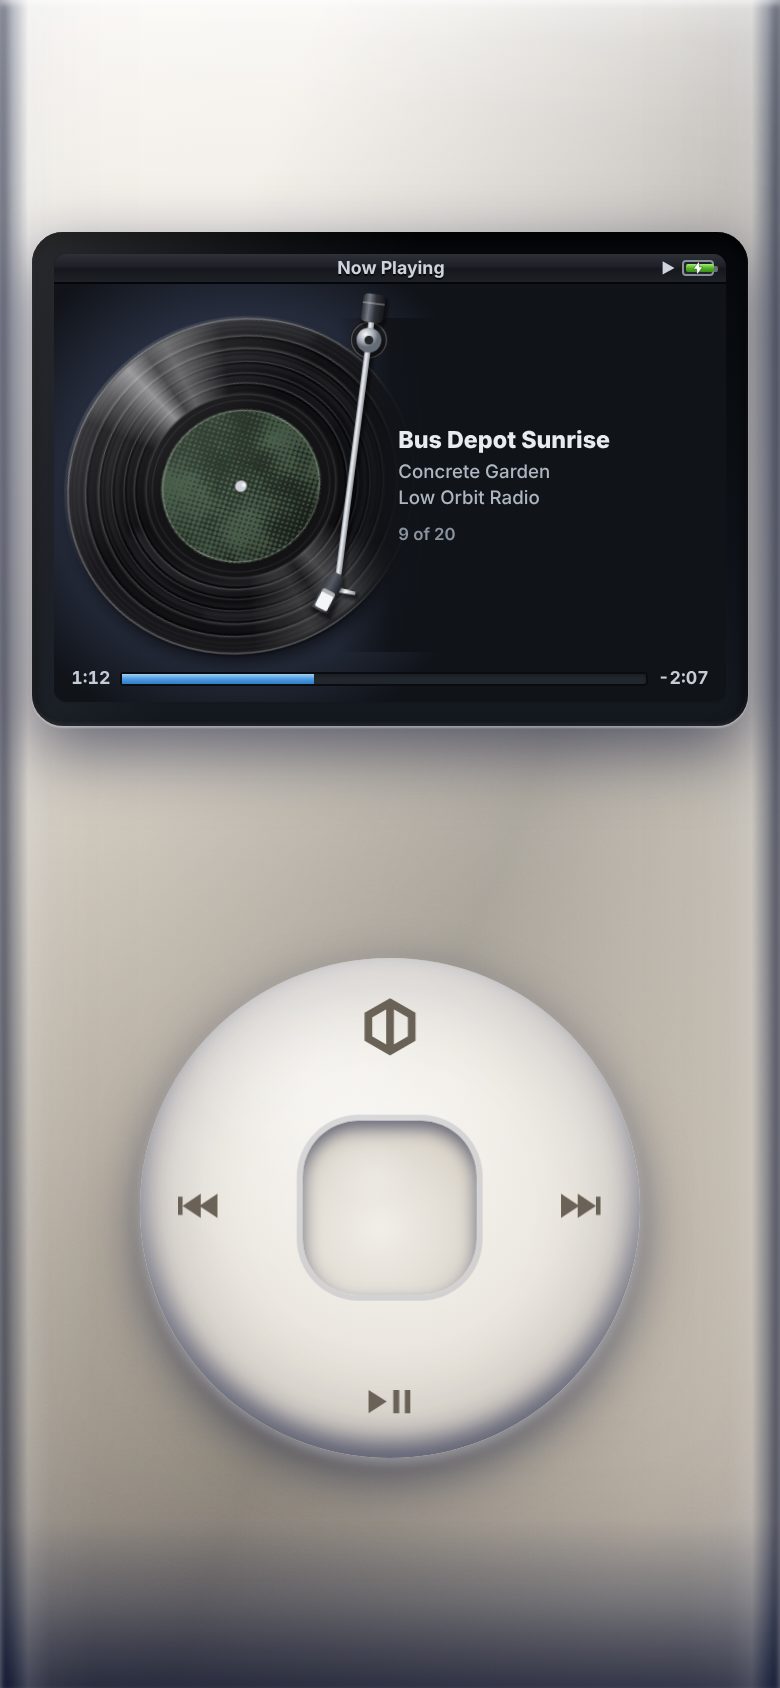 Now Playing
Bus Depot Sunrise
Concrete Garden
Low Orbit Radio
9 of 20
1:12
-2:07